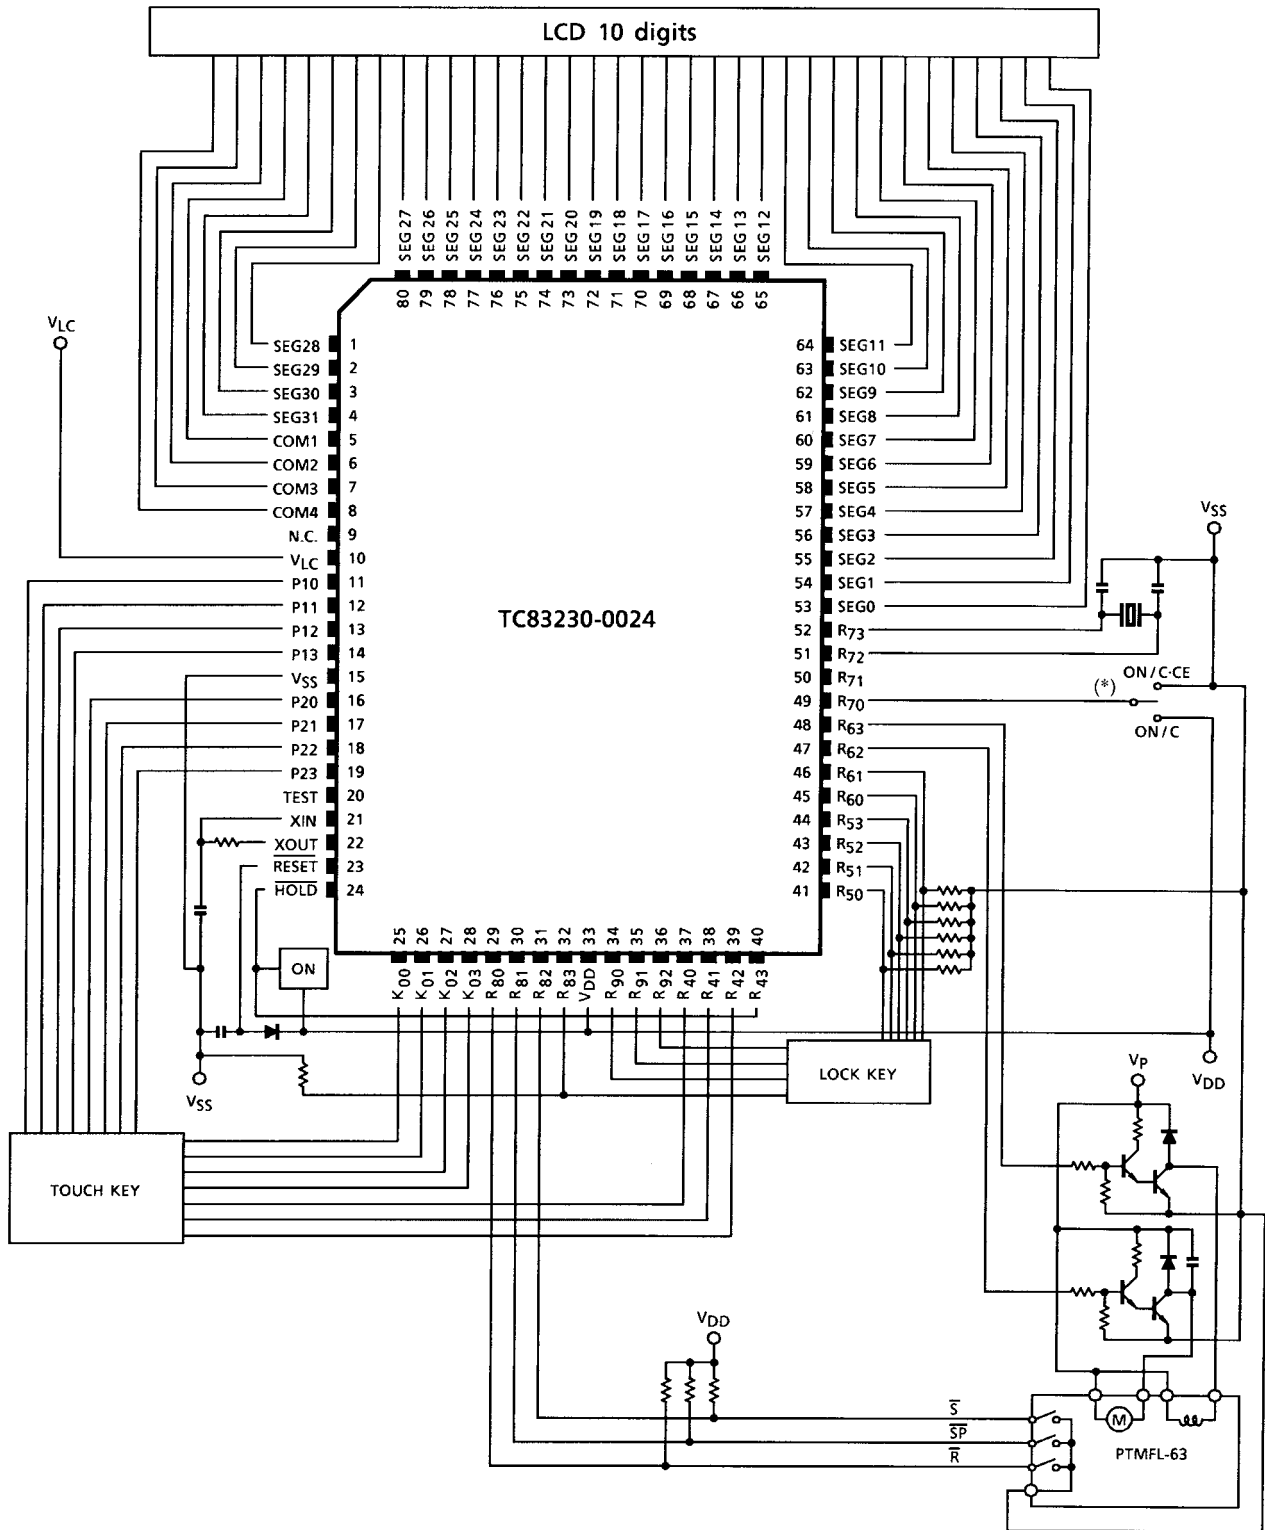 LCD 10 digits
SEG27 SEG26 SEG25 SEG24 SEG23 SEG22 SEG21 SEG20 SEG19 SEG18 SEG17 SEG16 SEG15 SEG14 SEG13 SEG12
80 79 78 77 76 75 74 73 72 71 70 69 68 67 66 65
VLC
SEG28 1 64 SEG11
SEG29 2 63 SEG10
SEG30 3 62 SEG9
SEG31 4 61 SEG8
COM1 5 60 SEG7
COM2 6 59 SEG6
COM3 7 58 SEG5
COM4 8 57 SEG4
VSS
N.C. 9 56 SEG3
VLC 10 55 SEG2
P10 11 54 SEG1
P11 12 53 SEG0
TC83230-0024
P12 13 52 R73
P13 14 51 R72
VSS 15 50 R71
ON/C·CE
P20 16 49 R70 (*)
P21 17 48 R63
ON/C
P22 18 47 R62
P23 19 46 R61
TEST 20 45 R60
XIN 21 44 R53
XOUT 22 43 R52
RESET 23 42 R51
HOLD 24 41 R50
25 26 27 28 29 30 31 32 33 34 35 36 37 38 39 40
K00 K01 K02 K03 R80 R81 R82 R83 VDD R90 R91 R92 R40 R41 R42 R43
ON
LOCK KEY
VSS
VDD
VP
TOUCH KEY
VDD
S
SP
R
M
PTMFL-63